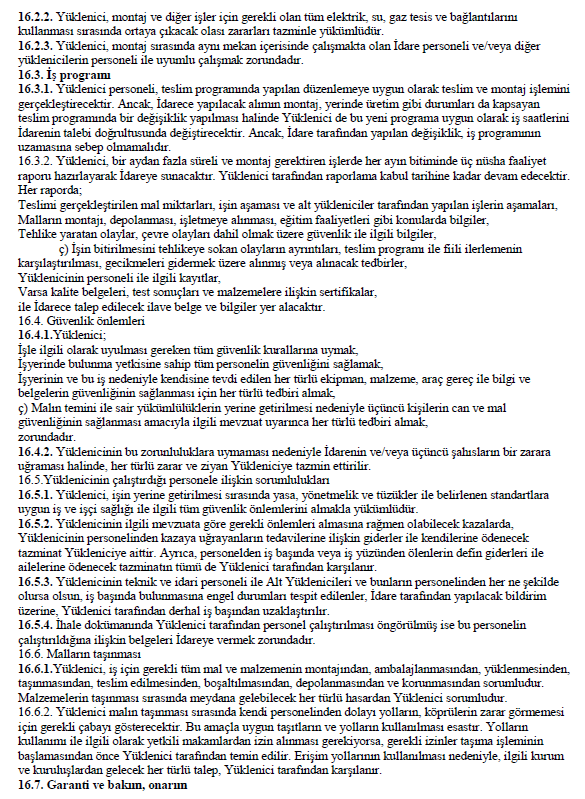 16.2.2. Yüklenici, montaj ve diğer işler için gerekli olan tüm elektrik, su, gaz tesis ve bağlantılarını
kullanması sırasında ortaya çıkacak olası zararları tazminle yükümlüdür.
16.2.3. Yüklenici, montaj sırasında aynı mekan içerisinde çalışmakta olan İdare personeli ve/veya diğer
yüklenicilerin personeli ile uyumlu çalışmak zorundadır.
16.3. İş programı
16.3.1. Yüklenici personeli, teslim programında yapılan düzenlemeye uygun olarak teslim ve montaj işlemini
gerçekleştirecektir. Ancak, İdarece yapılacak alımın montaj, yerinde üretim gibi durumları da kapsayan
teslim programında bir değişiklik yapılması halinde Yüklenici de bu yeni programa uygun olarak iş saatlerini
İdarenin talebi doğrultusunda değiştirecektir. Ancak, İdare tarafından yapılan değişiklik, iş programının
uzamasına sebep olmamalıdır.
16.3.2. Yüklenici, bir aydan fazla süreli ve montaj gerektiren işlerde her ayın bitiminde üç nüsha faaliyet
raporu hazırlayarak İdareye sunacaktır. Yüklenici tarafından raporlama kabul tarihine kadar devam edecektir.
Her raporda;
Teslimi gerçekleştirilen mal miktarları, işin aşaması ve alt yükleniciler tarafından yapılan işlerin aşamaları,
Malların montajı, depolanması, işletmeye alınması, eğitim faaliyetleri gibi konularda bilgiler,
Tehlike yaratan olaylar, çevre olayları dahil olmak üzere güvenlik ile ilgili bilgiler,
ç) İşin bitirilmesini tehlikeye sokan olayların ayrıntıları, teslim programı ile fiili ilerlemenin
karşılaştırılması, gecikmeleri gidermek üzere alınmış veya alınacak tedbirler,
Yüklenicinin personeli ile ilgili kayıtlar,
Varsa kalite belgeleri, test sonuçları ve malzemelere ilişkin sertifikalar,
ile İdarece talep edilecek ilave belge ve bilgiler yer alacaktır.
16.4. Güvenlik önlemleri
16.4.1.Yüklenici;
İşle ilgili olarak uyulması gereken tüm güvenlik kurallarına uymak,
İşyerinde bulunma yetkisine sahip tüm personelin güvenliğini sağlamak,
İşyerinin ve bu iş nedeniyle kendisine tevdi edilen her türlü ekipman, malzeme, araç gereç ile bilgi ve
belgelerin güvenliğinin sağlanması için her türlü tedbiri almak,
ç) Malın temini ile sair yükümlülüklerin yerine getirilmesi nedeniyle üçüncü kişilerin can ve mal
güvenliğinin sağlanması amacıyla ilgili mevzuat uyarınca her türlü tedbiri almak,
zorundadır.
16.4.2. Yüklenicinin bu zorunluluklara uymaması nedeniyle İdarenin ve/veya üçüncü şahısların bir zarara
uğraması halinde, her türlü zarar ve ziyan Yükleniciye tazmin ettirilir.
16.5.Yüklenicinin çalıştırdığı personele ilişkin sorumlulukları
16.5.1. Yüklenici, işin yerine getirilmesi sırasında yasa, yönetmelik ve tüzükler ile belirlenen standartlara
uygun iş ve işçi sağlığı ile ilgili tüm güvenlik önlemlerini almakla yükümlüdür.
16.5.2. Yüklenicinin ilgili mevzuata göre gerekli önlemleri almasına rağmen olabilecek kazalarda,
Yüklenicinin personelinden kazaya uğrayanların tedavilerine ilişkin giderler ile kendilerine ödenecek
tazminat Yükleniciye aittir. Ayrıca, personelden iş başında veya iş yüzünden ölenlerin defin giderleri ile
ailelerine ödenecek tazminatın tümü de Yüklenici tarafından karşılanır.
16.5.3. Yüklenicinin teknik ve idari personeli ile Alt Yüklenicileri ve bunların personelinden her ne şekilde
olursa olsun, iş başında bulunmasına engel durumları tespit edilenler, İdare tarafından yapılacak bildirim
üzerine, Yüklenici tarafından derhal iş başından uzaklaştırılır.
16.5.4. İhale dokümanında Yüklenici tarafından personel çalıştırılması öngörülmüş ise bu personelin
çalıştırıldığına ilişkin belgeleri İdareye vermek zorundadır.
16.6. Malların taşınması
16.6.1.Yüklenici, iş için gerekli tüm mal ve malzemenin montajından, ambalajlanmasından, yüklenmesinden,
taşınmasından, teslim edilmesinden, boşaltılmasından, depolanmasından ve korunmasından sorumludur.
Malzemelerin taşınması sırasında meydana gelebilecek her türlü hasardan Yüklenici sorumludur.
16.6.2. Yüklenici malın taşınması sırasında kendi personelinden dolayı yolların, köprülerin zarar görmemesi
için gerekli çabayı gösterecektir. Bu amaçla uygun taşıtların ve yolların kullanılması esastır. Yolların
kullanımı ile ilgili olarak yetkili makamlardan izin alınması gerekiyorsa, gerekli izinler taşıma işleminin
başlamasından önce Yüklenici tarafından temin edilir. Erişim yollarının kullanılması nedeniyle, ilgili kurum
ve kuruluşlardan gelecek her türlü talep, Yüklenici tarafından karşılanır.
16.7. Garanti ve bakım, onarım